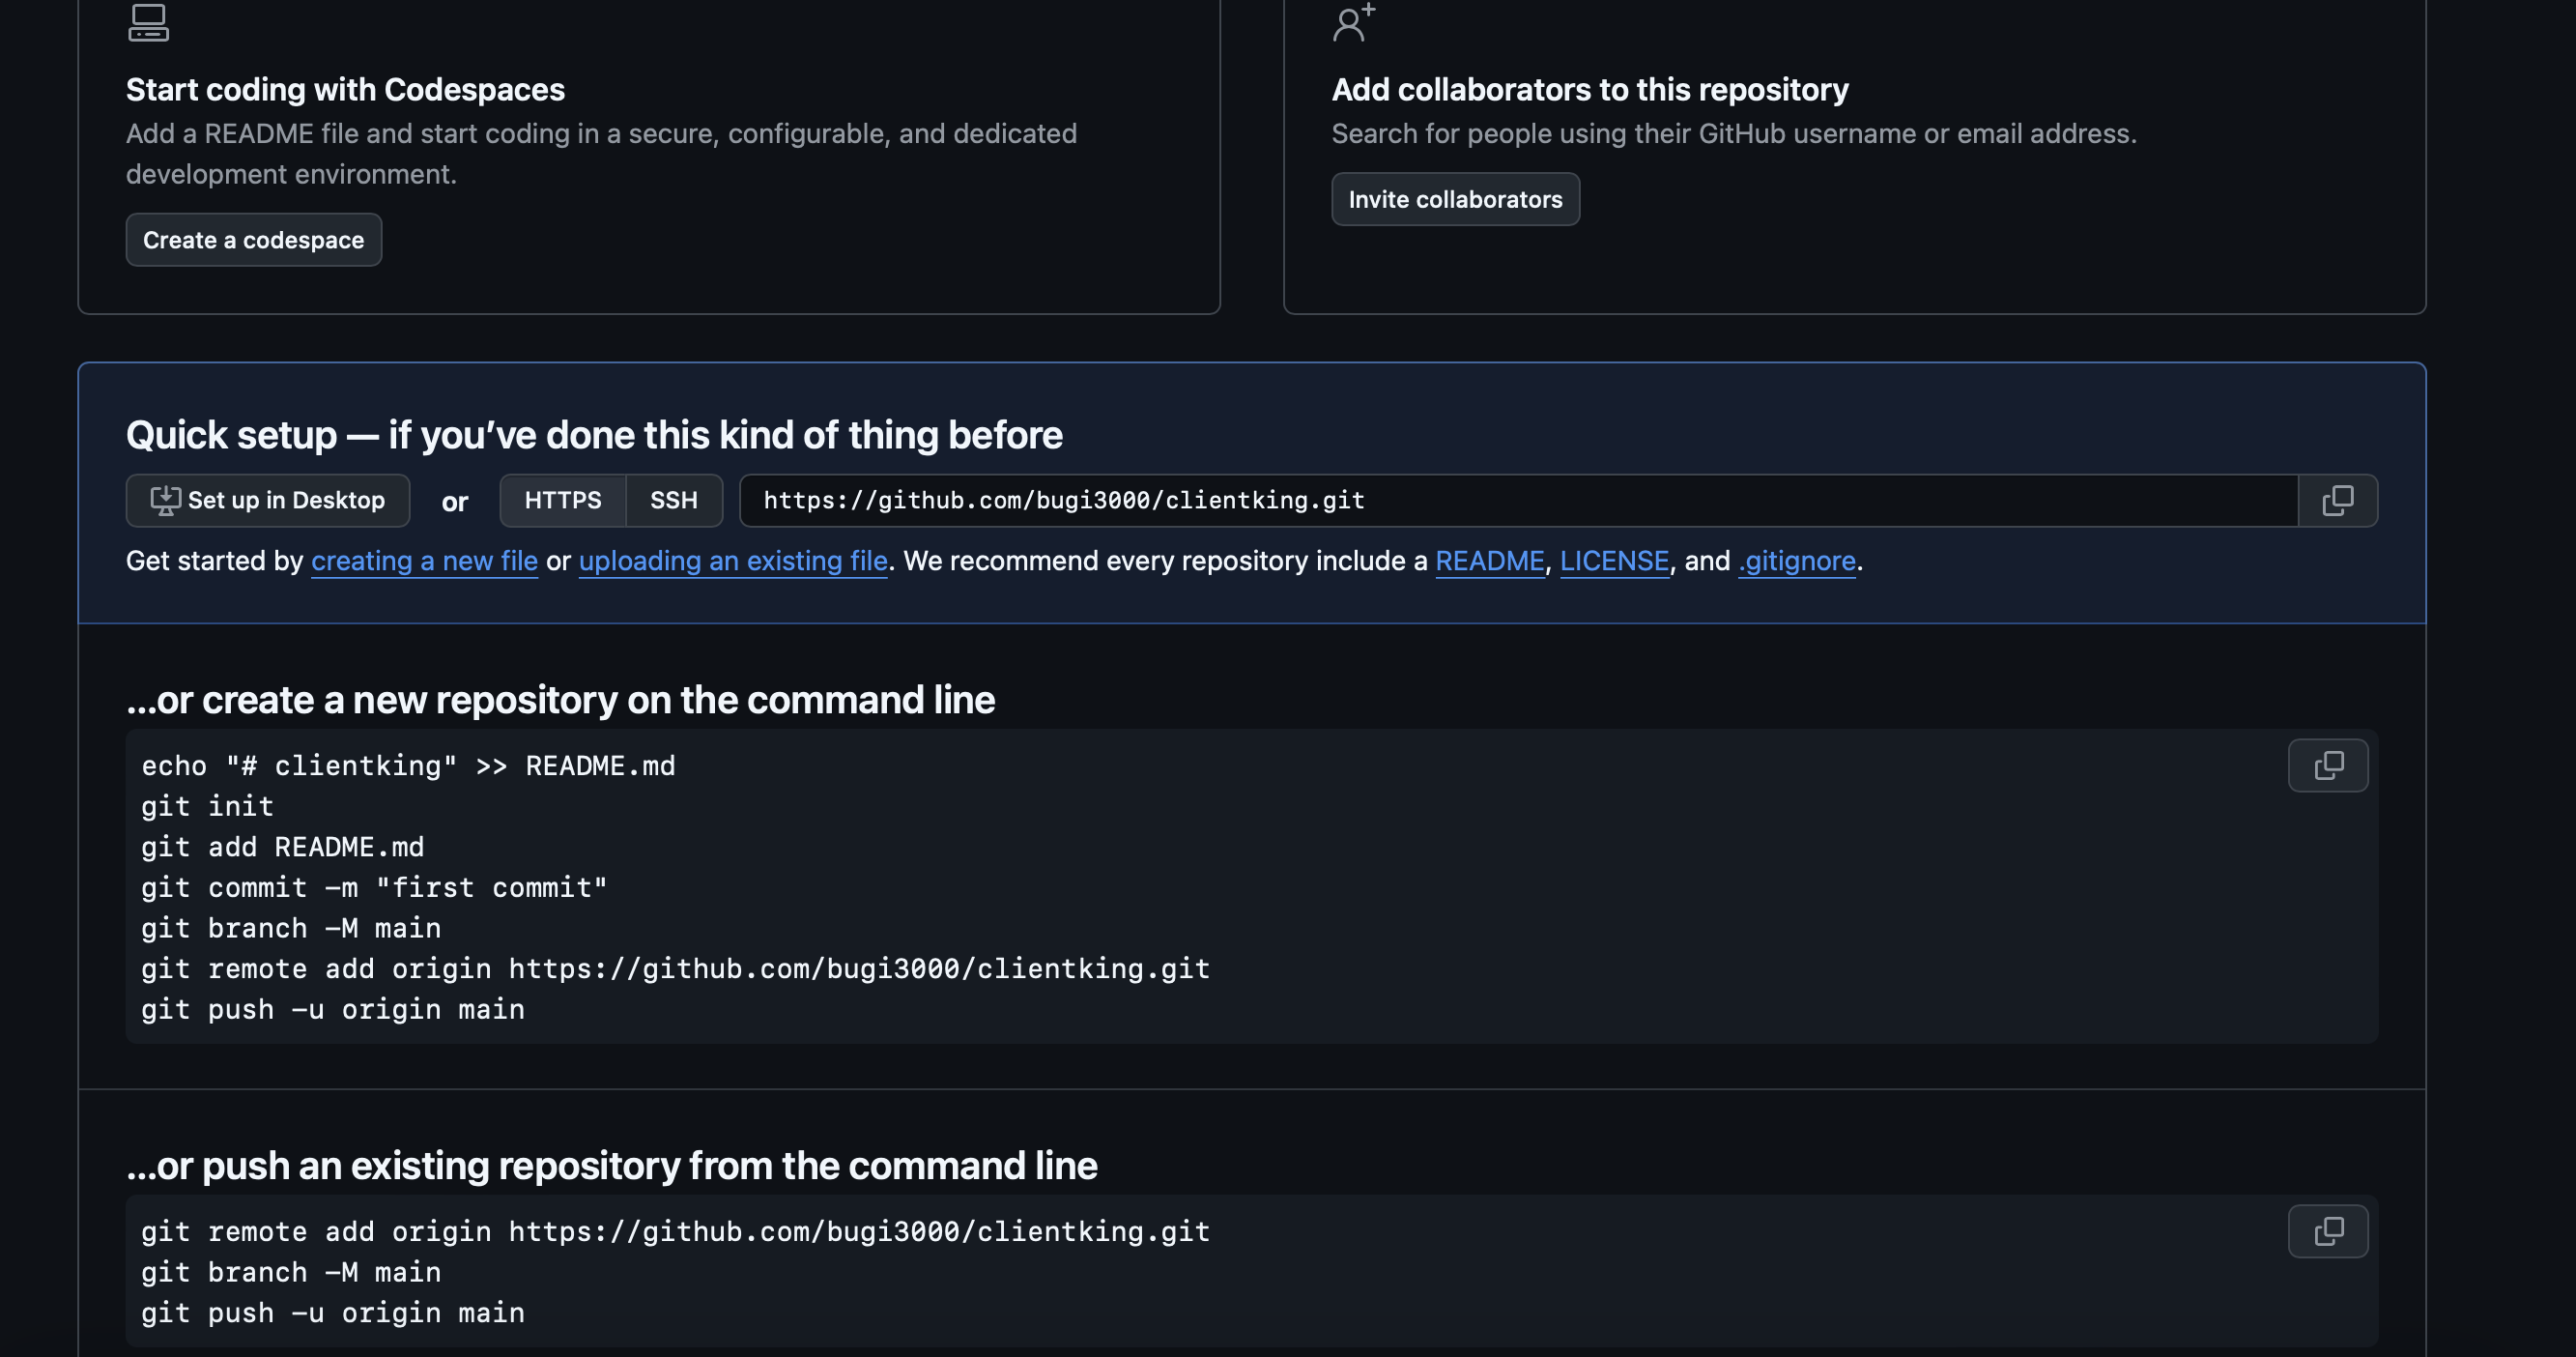 Start coding with Codespaces
Add a README file and start coding in a secure, configurable, and dedicated
development environment.
Create a codespace
Add collaborators to this repository
Search for people using their GitHub username or email address.
Invite collaborators
Quick setup — if you’ve done this kind of thing before
Set up in Desktop or HTTPS SSH https://github.com/bugi3000/clientking.git
Get started by creating a new file or uploading an existing file. We recommend every repository include a README, LICENSE, and .gitignore.
…or create a new repository on the command line
echo "# clientking" >> README.md
git init
git add README.md
git commit -m "first commit"
git branch -M main
git remote add origin https://github.com/bugi3000/clientking.git
git push -u origin main
…or push an existing repository from the command line
git remote add origin https://github.com/bugi3000/clientking.git
git branch -M main
git push -u origin main